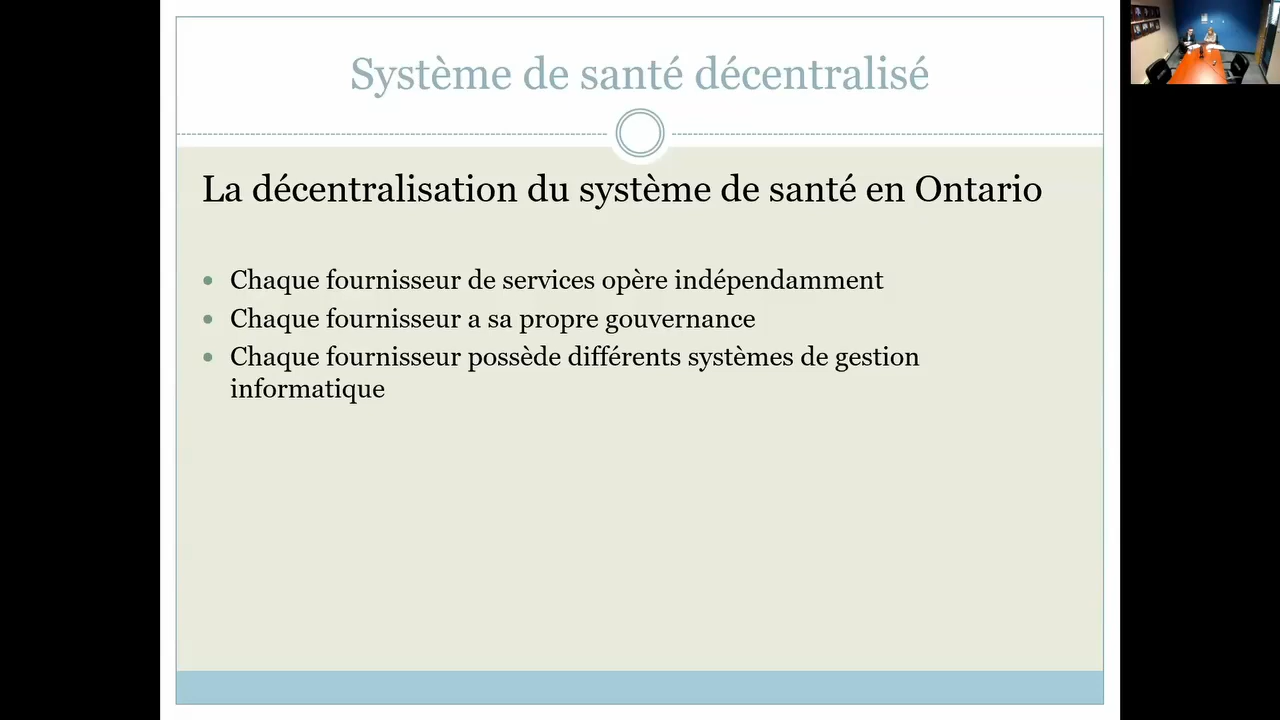 Système de santé décentralisé
La décentralisation du système de santé en Ontario
Chaque fournisseur de services opère indépendamment
Chaque fournisseur a sa propre gouvernance
Chaque fournisseur possède différents systèmes de gestion
informatique